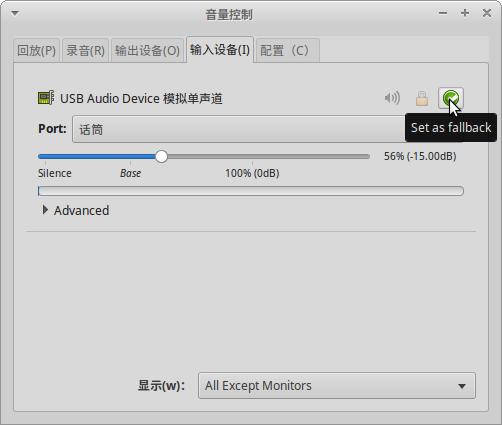 音量控制
回放(P) 录音(R) 输出设备(O) 输入设备(I) 配置（C）
USB Audio Device 模拟单声道
Port: 话筒
Set as fallback
56% (-15.00dB)
Silence Base 100% (0dB)
Advanced
显示(w): All Except Monitors